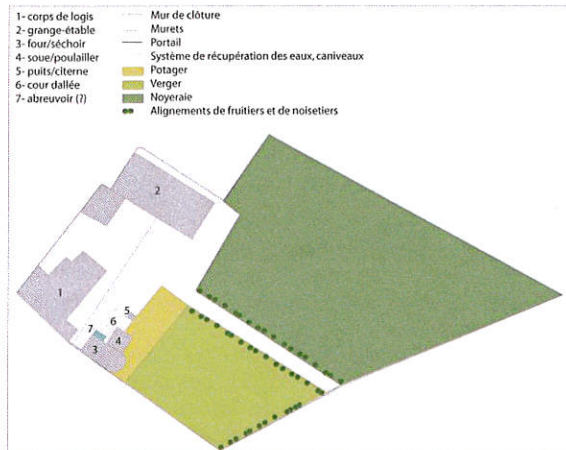 1- corps de logis
2- grange-étable
3- four/séchoir
4- soue/poulailler
5- puits/citerne
6- cour dallée
7- abreuvoir (?)
Mur de clôture
Murets
Portail
Système de récupération des eaux, caniveaux
Potager
Verger
Noyeraie
Alignements de fruitiers et de noisetiers
2
1
5
6
7
4
3